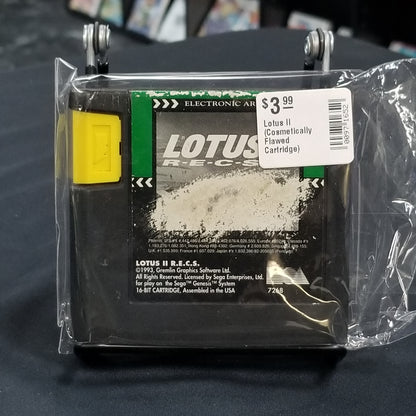 ELECTRONIC AR
$3.99
Lotus II
(Cosmetically
Flawed
Cartridge)
LOTUS
R.E.C.S
LOTUS II R.E.C.S.
©1993, Gremlin Graphics Software Ltd.
All Rights Reserved. Licensed by Sega Enterprises, Ltd.
for play on the Sega™ Genesis™ System
16-BIT CARTRIDGE, Assembled in the USA
7268